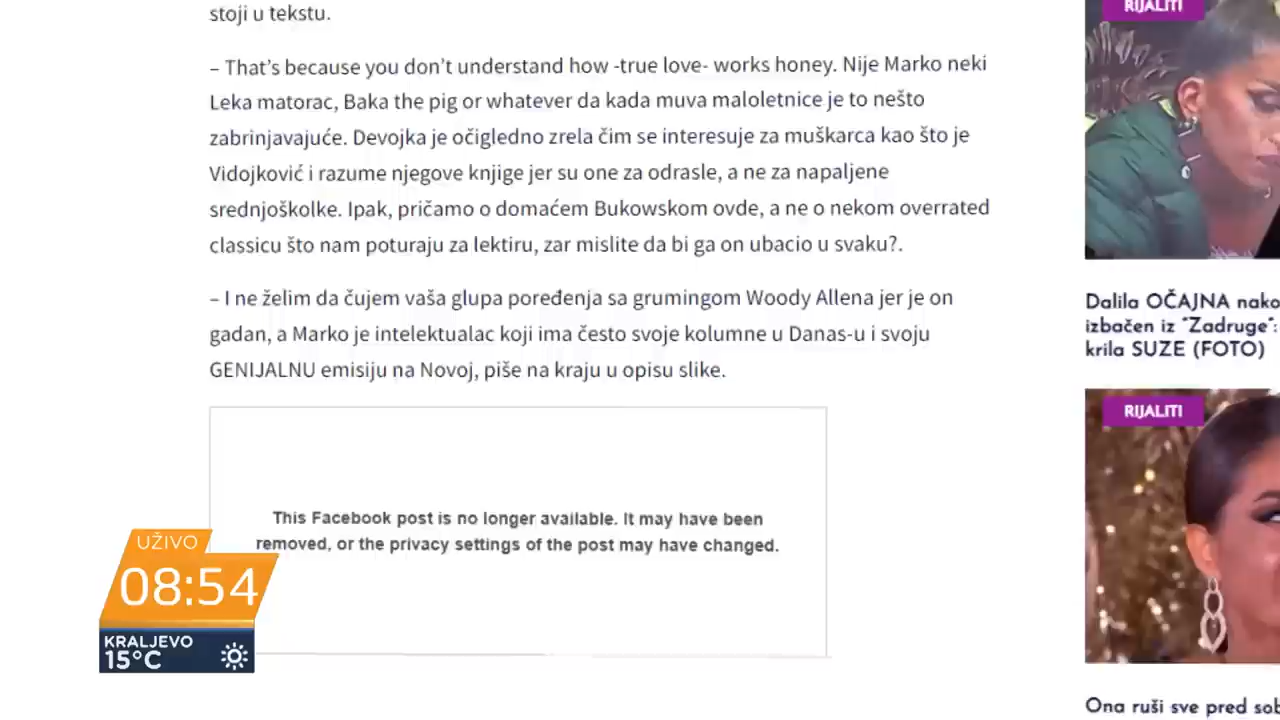 stoji u tekstu.
– That's because you don't understand how -true love- works honey. Nije Marko neki
Leka matorac, Baka the pig or whatever da kada muva maloletnice je to nešto
zabrinjavajuće. Devojka je očigledno zrela čim se interesuje za muškarca kao što je
Vidojković i razume njegove knjige jer su one za odrasle, a ne za napaljene
srednjoškolke. Ipak, pričamo o domaćem Bukowskom ovde, a ne o nekom overrated
classicu što nam poturaju za lektiru, zar mislite da bi ga on ubacio u svaku?.
– I ne želim da čujem vaša glupa poređenja sa grumingom Woody Allena jer je on
gadan, a Marko je intelektualac koji ima često svoje kolumne u Danas-u i svoju
GENIJALNU emisiju na Novoj, piše na kraju u opisu slike.
This Facebook post is no longer available. It may have been
removed, or the privacy settings of the post may have changed.
UŽIVO
08:54
KRALJEVO
15°C
RIJALITI
Dalila OČAJNA nako
izbačen iz "Zadruge":
krila SUZE (FOTO)
RIJALITI
Ona ruši sve pred sob